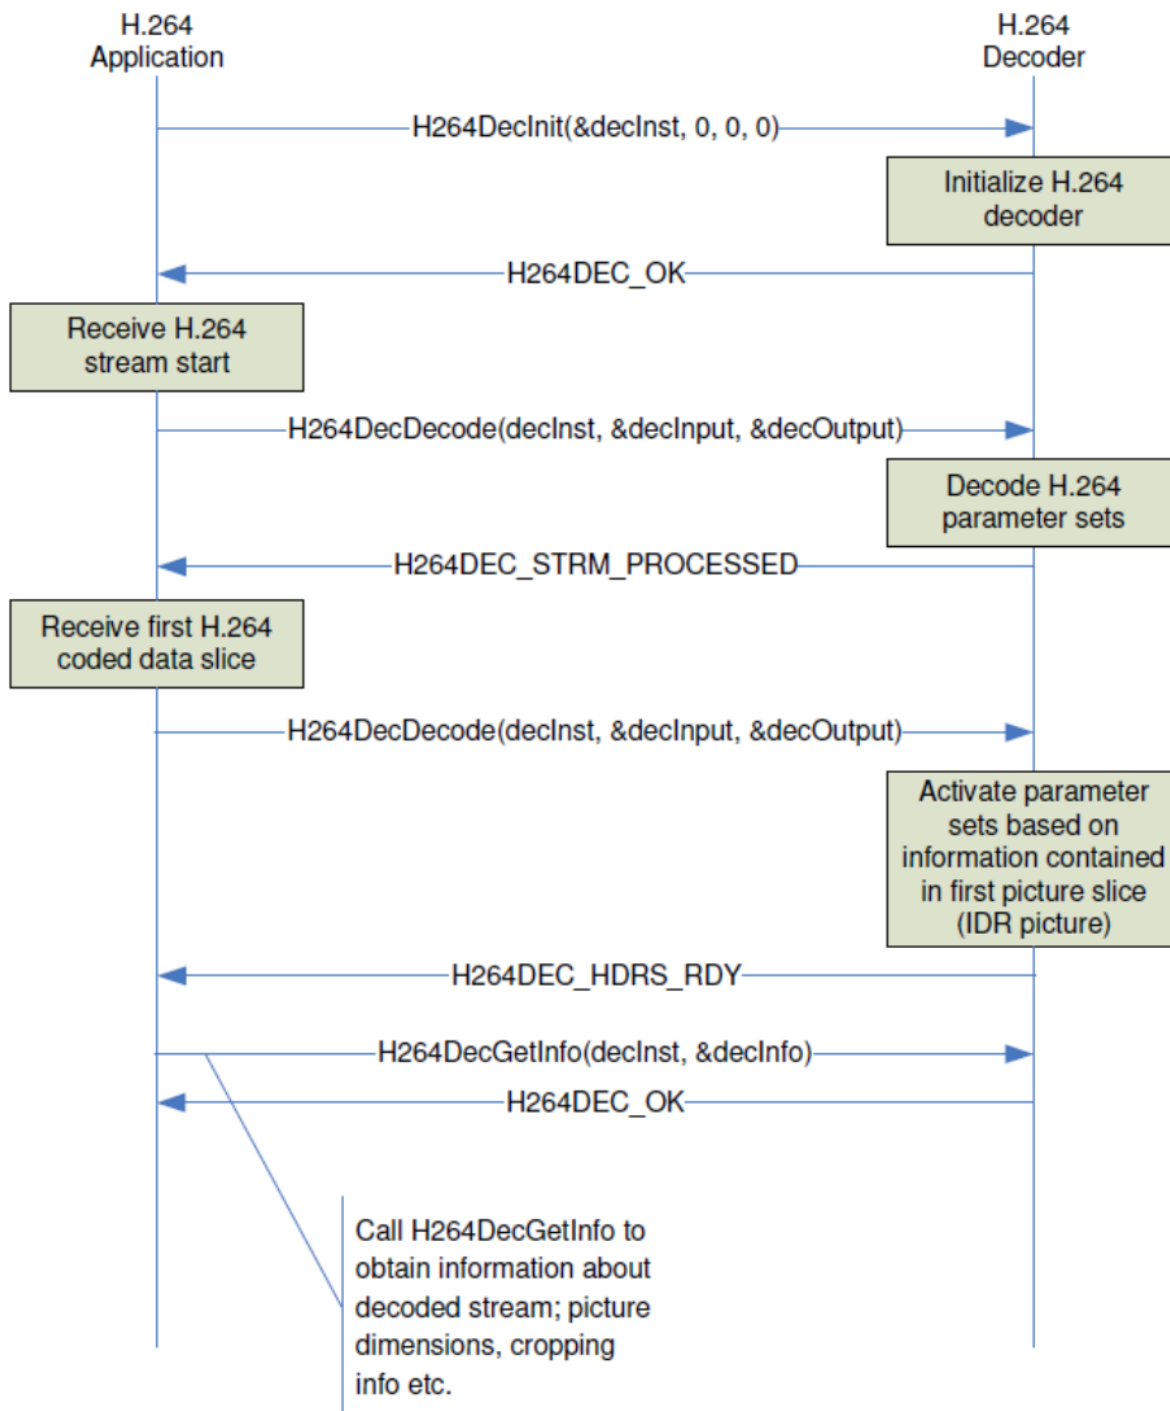 H.264
Application
H.264
Decoder
H264DecInit(&decInst, 0, 0, 0)
Initialize H.264
decoder
H264DEC_OK
Receive H.264
stream start
H264DecDecode(decInst, &decInput, &decOutput)
Decode H.264
parameter sets
H264DEC_STRM_PROCESSED
Receive first H.264
coded data slice
H264DecDecode(decInst, &decInput, &decOutput)
Activate parameter
sets based on
information contained
in first picture slice
(IDR picture)
H264DEC_HDRS_RDY
H264DecGetInfo(decInst, &decInfo)
H264DEC_OK
Call H264DecGetInfo to
obtain information about
decoded stream; picture
dimensions, cropping
info etc.